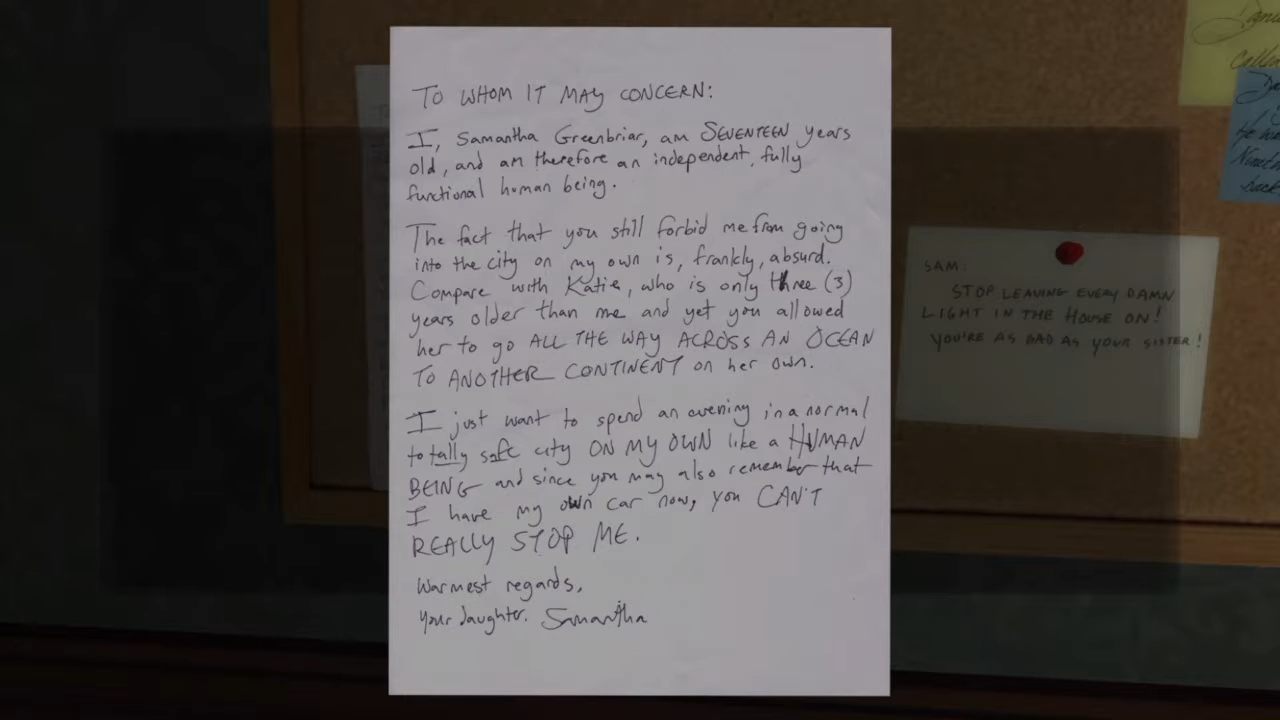 TO WHOM IT MAY CONCERN:
I, Samantha Greenbriar, am SEVENTEEN years
old, and am therefore an independent, fully
functional human being.
The fact that you still forbid me from going
into the city on my own is, frankly, absurd.
Compare with Katie, who is only three (3)
years older than me and yet you allowed
her to go ALL THE WAY ACROSS AN OCEAN
TO ANOTHER CONTINENT on her own.
I just want to spend an evening in a normal
totally safe city ON MY OWN like a HUMAN
BEING and since you may also remember that
I have my own car now, you CAN'T
REALLY STOP ME.
Warmest regards,
Your daughter. Samantha
SAM:
STOP LEAVING EVERY DAMN
LIGHT IN THE HOUSE ON!
YOU'RE AS BAD AS YOUR SISTER!
back